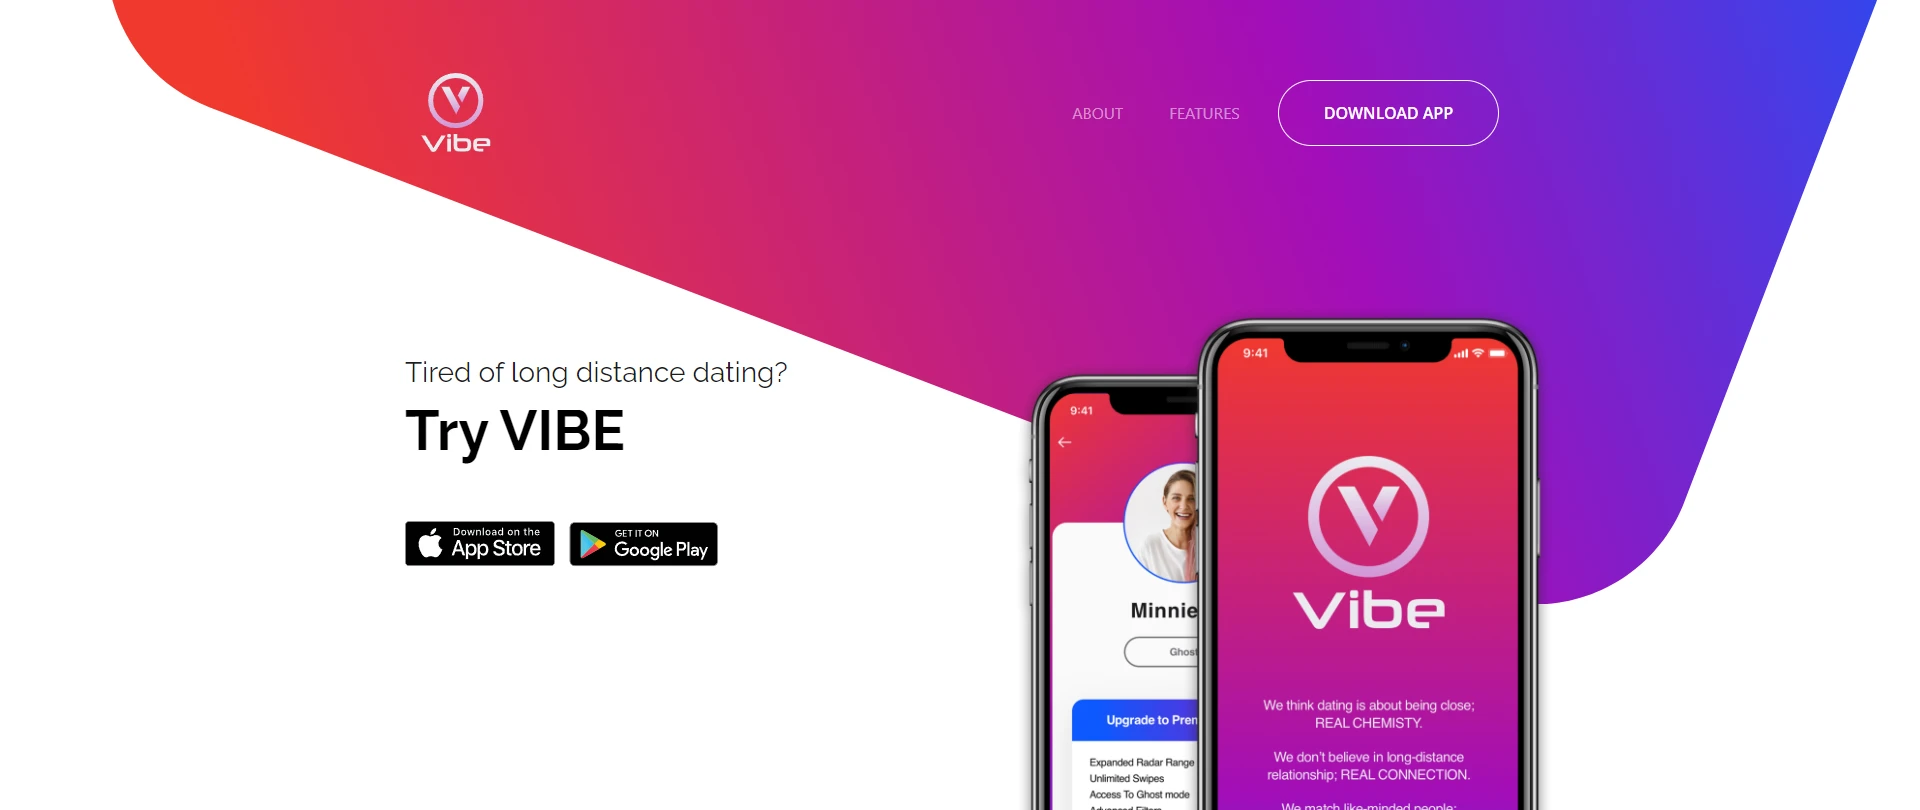 Vibe
ABOUT
FEATURES
DOWNLOAD APP
Tired of long distance dating?
Try VIBE
Download on the
App Store
GET IT ON
Google Play
9:41
Minnie
Ghost
Upgrade to Prem
Expanded Radar Range
Unlimited Swipes
Access To Ghost mode
Advanced Filters
9:41
Vibe
We think dating is about being close;
REAL CHEMISTY.
We don't believe in long-distance
relationship; REAL CONNECTION.
We match like-minded people;